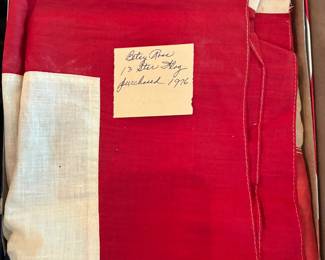 Betsy Ross
13 Star Flag
purchased 1976